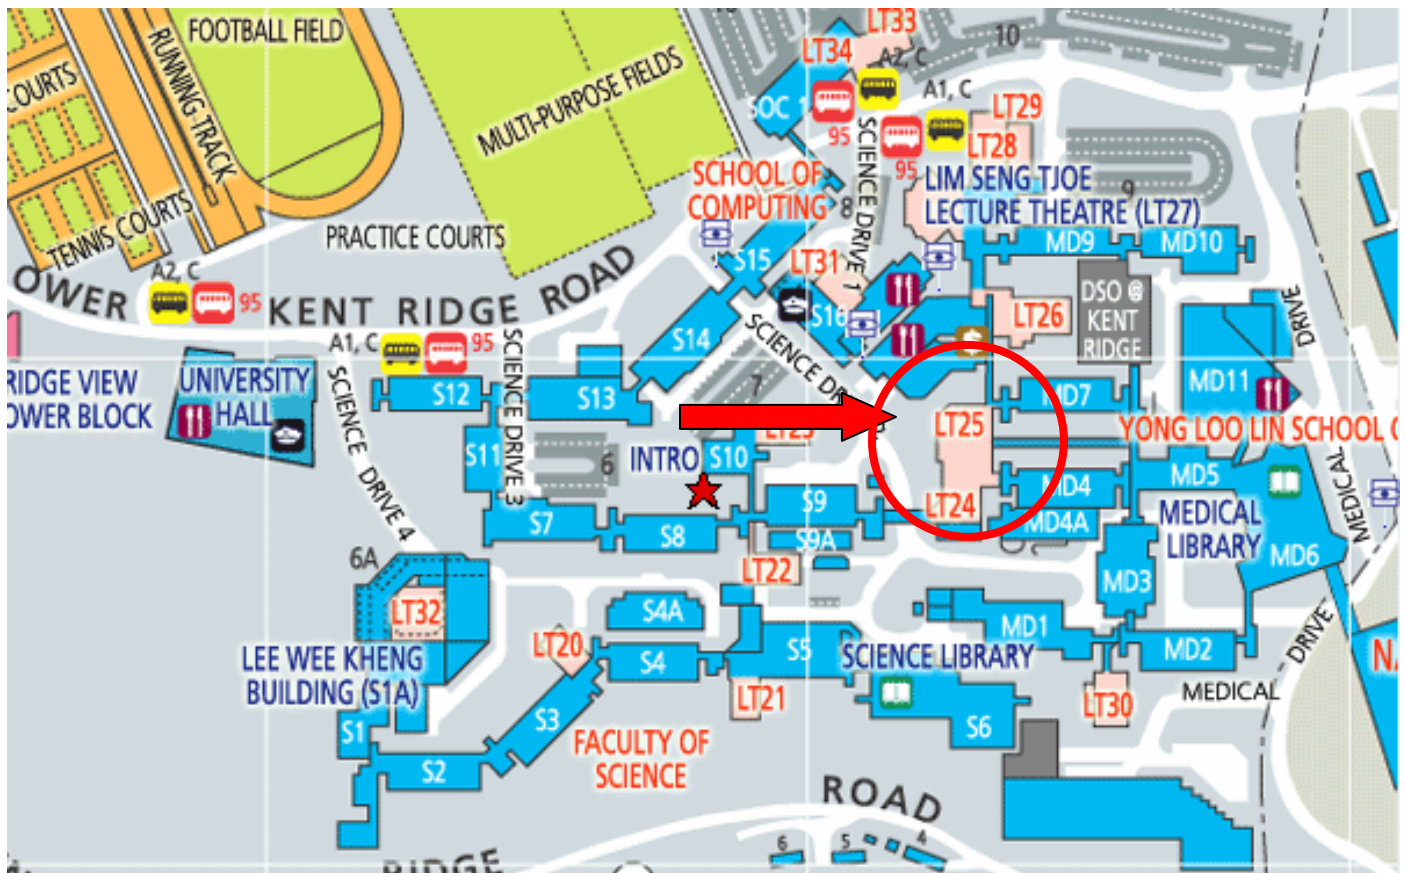 FOOTBALL FIELD
RUNNING TRACK
COURTS
TENNIS COURTS
MULTI-PURPOSE FIELDS
PRACTICE COURTS
LT33
LT34
A2, C
A1, C
10
SOC 1
95
95
LT29
LT28
SCIENCE DRIVE 1
SCHOOL OF
COMPUTING
8
9
LIM SENG TJOE
LECTURE THEATRE (LT27)
MD9
MD10
A2, C
95
OWER KENT RIDGE ROAD
S15
LT31
S16
DSO @
KENT
RIDGE
LT26
DRIVE
A1, C
95
SCIENCE DRIVE 3
S14
SCIENCE DR
RIDGE VIEW
OWER BLOCK
UNIVERSITY
HALL
SCIENCE DRIVE 4
S12
S13
7
MD7
MD11
LT25
YONG LOO LIN SCHOOL
S11
6
INTRO
S10
MD5
MEDICAL
MD4
LT24
S9
S7
S8
S9A
MD4A
MEDICAL
LIBRARY
MD6
6A
LT22
MD3
LT32
S4A
LT20
S4
S5
MD1
MD2
DRIVE
LEE WEE KHENG
BUILDING (S1A)
SCIENCE LIBRARY
LT21
LT30
MEDICAL
S1
S3
S6
S2
FACULTY OF
SCIENCE
ROAD
RIDGE
6
5
4